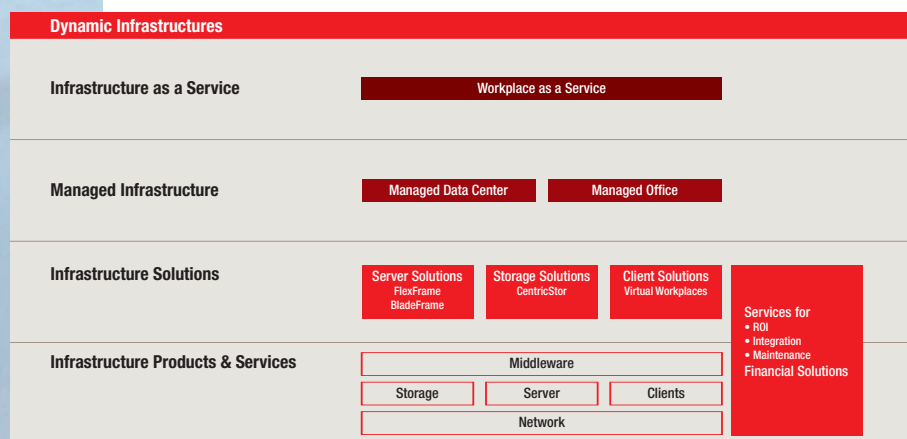 Dynamic Infrastructures
Infrastructure as a Service
Workplace as a Service
Managed Infrastructure
Managed Data Center
Managed Office
Infrastructure Solutions
Server Solutions
FlexFrame
BladeFrame
Storage Solutions
CentricStor
Client Solutions
Virtual Workplaces
Services for
• ROI
• Integration
• Maintenance
Financial Solutions
Infrastructure Products & Services
Middleware
Storage
Server
Clients
Network